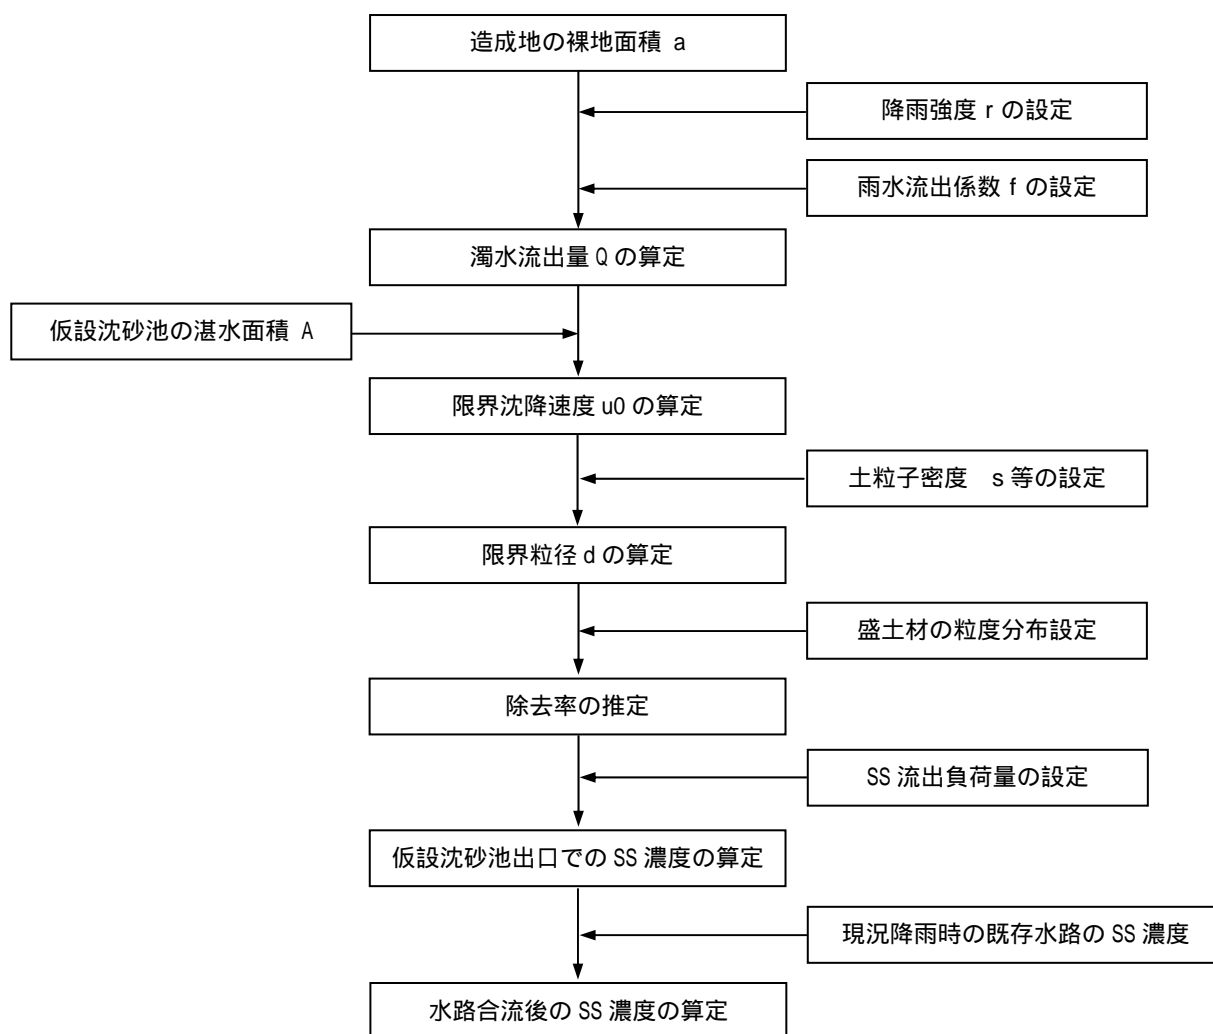 造成地の裸地面積 a
降雨強度 r の設定
雨水流出係数 f の設定
濁水流出量 Q の算定
仮設沈砂池の湛水面積 A
限界沈降速度 u0 の算定
土粒子密度 s 等の設定
限界粒径 d の算定
盛土材の粒度分布設定
除去率の推定
SS 流出負荷量の設定
仮設沈砂池出口での SS 濃度の算定
現況降雨時の既存水路の SS 濃度
水路合流後の SS 濃度の算定